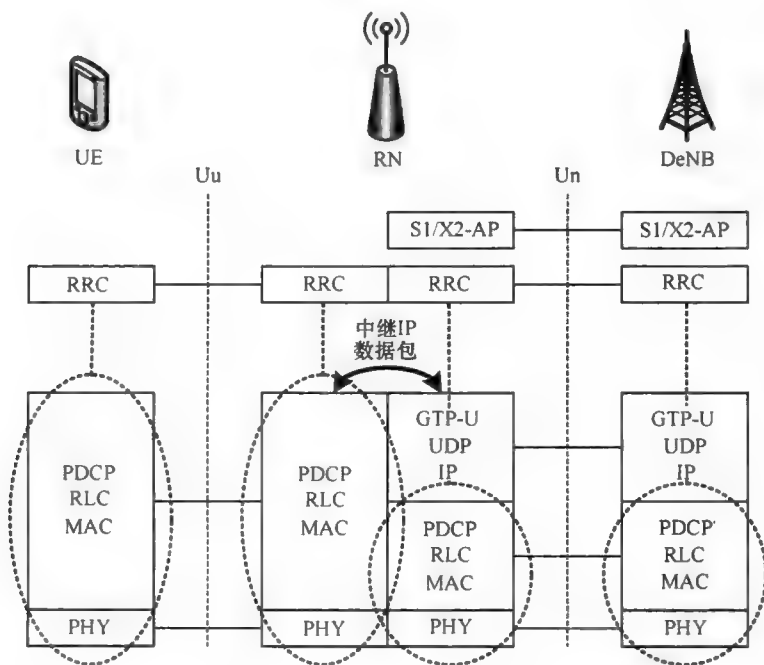 UE
RN
DeNB
Uu
Un
S1/X2-AP
S1/X2-AP
RRC
RRC
RRC
RRC
中继IP
数据包
GTP-U
UDP
IP
GTP-U
UDP
IP
PDCP
RLC
MAC
PDCP
RLC
MAC
PDCP
RLC
MAC
PDCP'
RLC
MAC
PHY
PHY
PHY
PHY